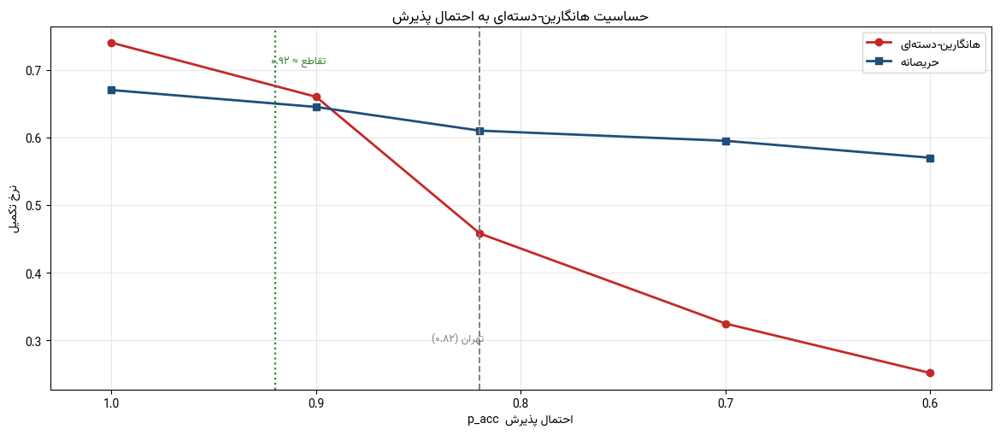 حساسیت هانگارین-دسته‌ای به احتمال پذیرش
هانگارین-دسته‌ای
حریصانه
تقاطع ≈ ۰.۹۲
تهران (۰.۸۲)
نرخ تکمیل
0.7
0.6
0.5
0.4
0.3
1.0
0.9
0.8
0.7
0.6
احتمال پذیرش p_acc